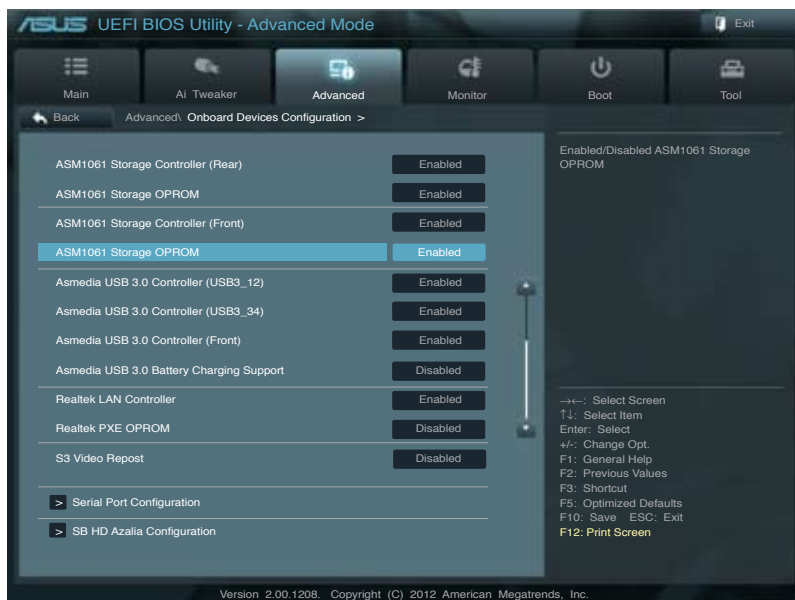 ASUS UEFI BIOS Utility - Advanced Mode
Exit
Main
Ai Tweaker
Advanced
Monitor
Boot
Tool
Back
Advanced\ Onboard Devices Configuration >
ASM1061 Storage Controller (Rear) Enabled
ASM1061 Storage OPROM Enabled
ASM1061 Storage Controller (Front) Enabled
ASM1061 Storage OPROM Enabled
Asmedia USB 3.0 Controller (USB3_12) Enabled
Asmedia USB 3.0 Controller (USB3_34) Enabled
Asmedia USB 3.0 Controller (Front) Enabled
Asmedia USB 3.0 Battery Charging Support Disabled
Realtek LAN Controller Enabled
Realtek PXE OPROM Disabled
S3 Video Repost Disabled
> Serial Port Configuration
> SB HD Azalia Configuration
Enabled/Disabled ASM1061 Storage
OPROM
→←: Select Screen
↑↓: Select Item
Enter: Select
+/-: Change Opt.
F1: General Help
F2: Previous Values
F3: Shortcut
F5: Optimized Defaults
F10: Save ESC: Exit
F12: Print Screen
Version 2.00.1208. Copyright (C) 2012 American Megatrends, Inc.